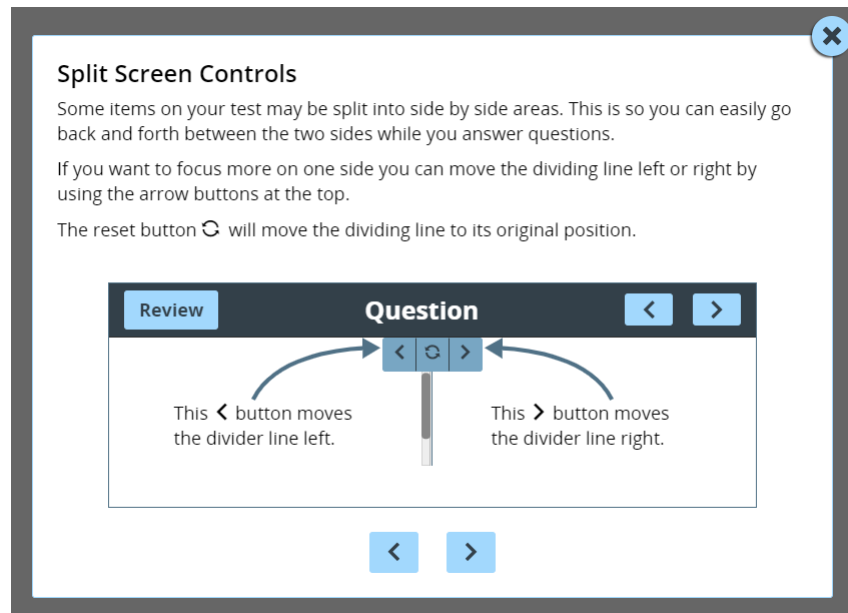 Split Screen Controls
Some items on your test may be split into side by side areas. This is so you can easily go
back and forth between the two sides while you answer questions.
If you want to focus more on one side you can move the dividing line left or right by
using the arrow buttons at the top.
The reset button will move the dividing line to its original position.
Review
Question
This < button moves
the divider line left.
This > button moves
the divider line right.